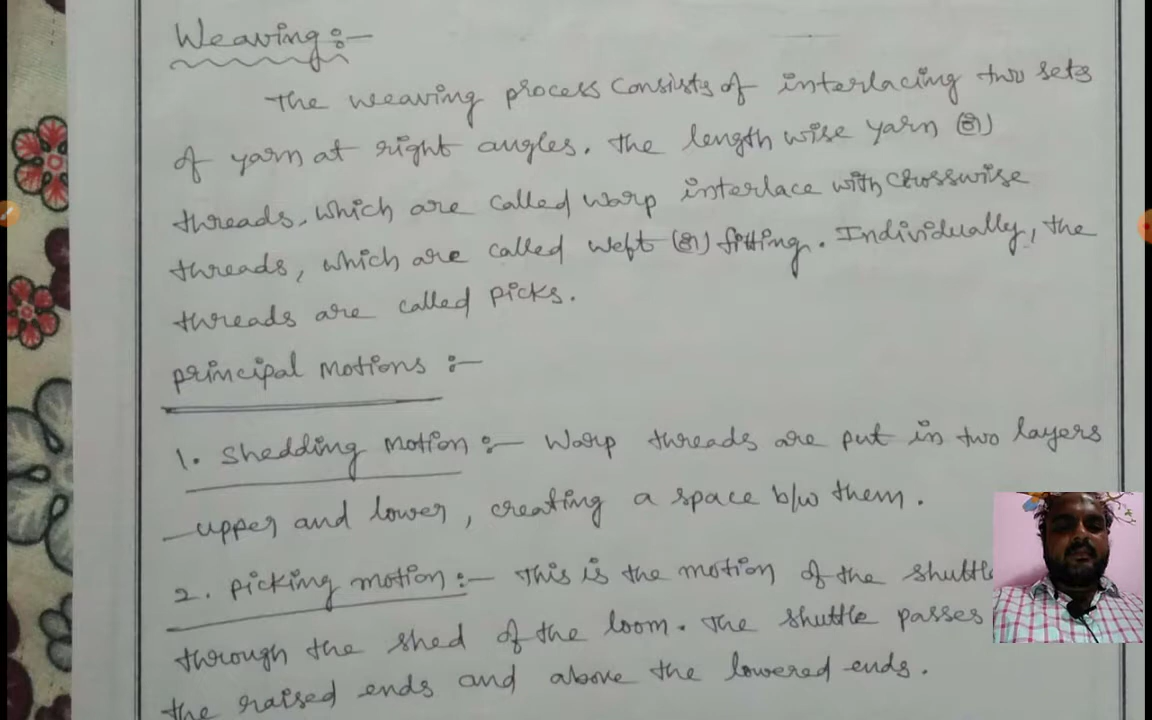 Weaving :-
The weaving process consists of interlacing two sets
of yarn at right angles. The length wise yarn (or)
threads. which are called warp interlace with crosswise
threads, which are called weft (or) fitting. Individually, the
threads are called picks.
principal motions :-
1. Shedding motion :- Warp threads are put in two layers
-upper and lower, creating a space b/w them.
2. Picking motion :- This is the motion of the shuttl
through the shed of the loom. The shuttle passes
the raised ends and above the lowered ends.